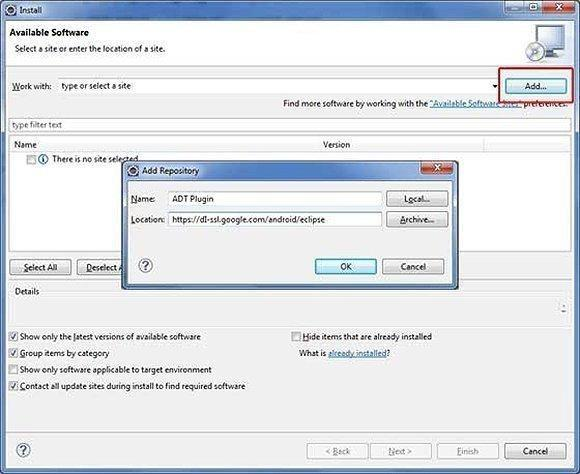 Install
Available Software
Select a site or enter the location of a site.
Work with: type or select a site Add...
Find more software by working with the "Available Software Sites" preferences.
type filter text
Name Version
There is no site selected
Add Repository
Name: ADT Plugin Local...
Location: https://dl-ssl.google.com/android/eclipse Archive...
OK Cancel
Select All Deselect A
Details
Show only the latest versions of available software
Hide items that are already installed
Group items by category
What is already installed?
Show only software applicable to target environment
Contact all update sites during install to find required software
< Back Next > Finish Cancel